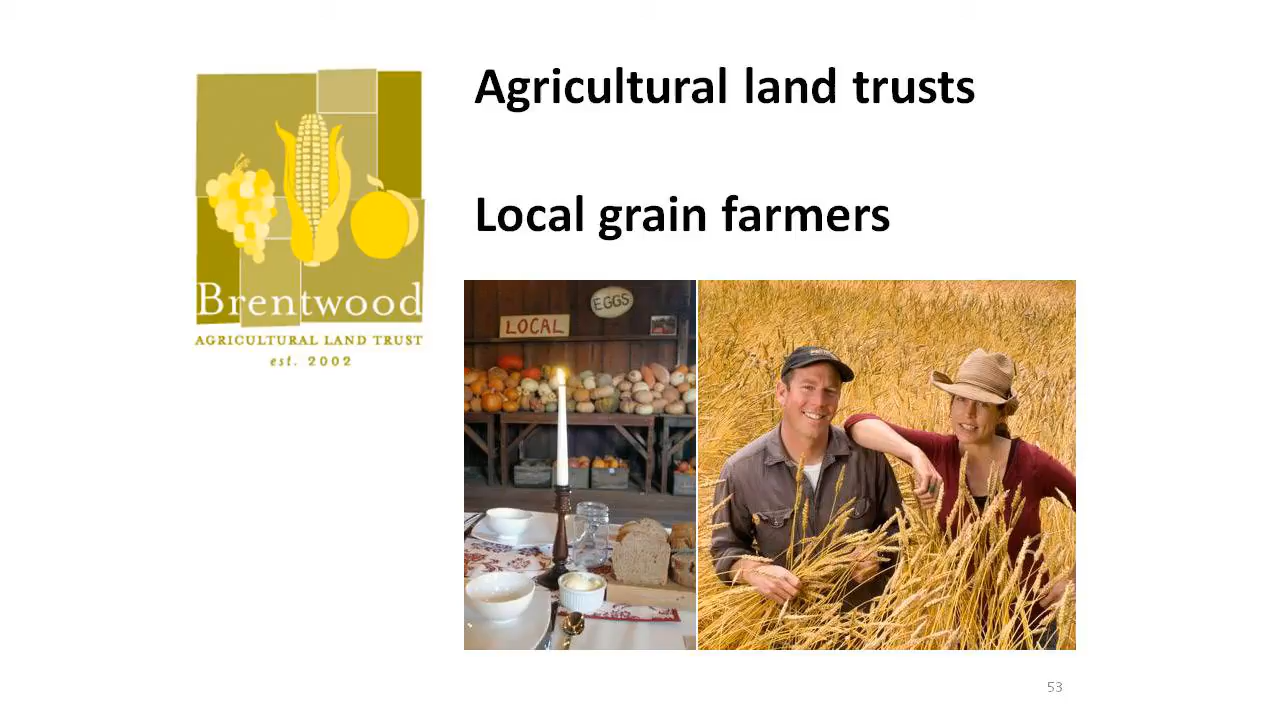 Agricultural land trusts
Local grain farmers
Brentwood
AGRICULTURAL LAND TRUST
est. 2002
EGGS
LOCAL
53